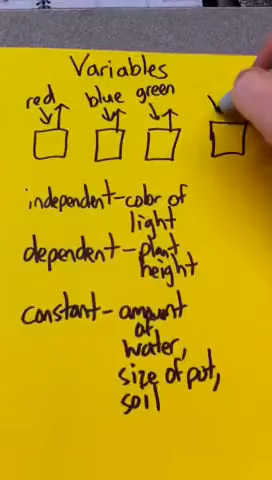 Variables
red blue green
independent-color of
light
dependent-plant
height
constant-amount
of
water,
size of pot,
soil